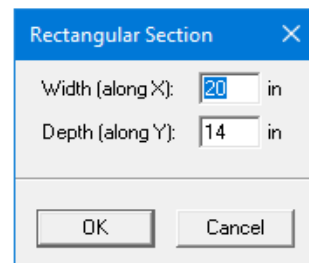 Rectangular Section
Width (along X): 20 in
Depth (along Y): 14 in
OK Cancel